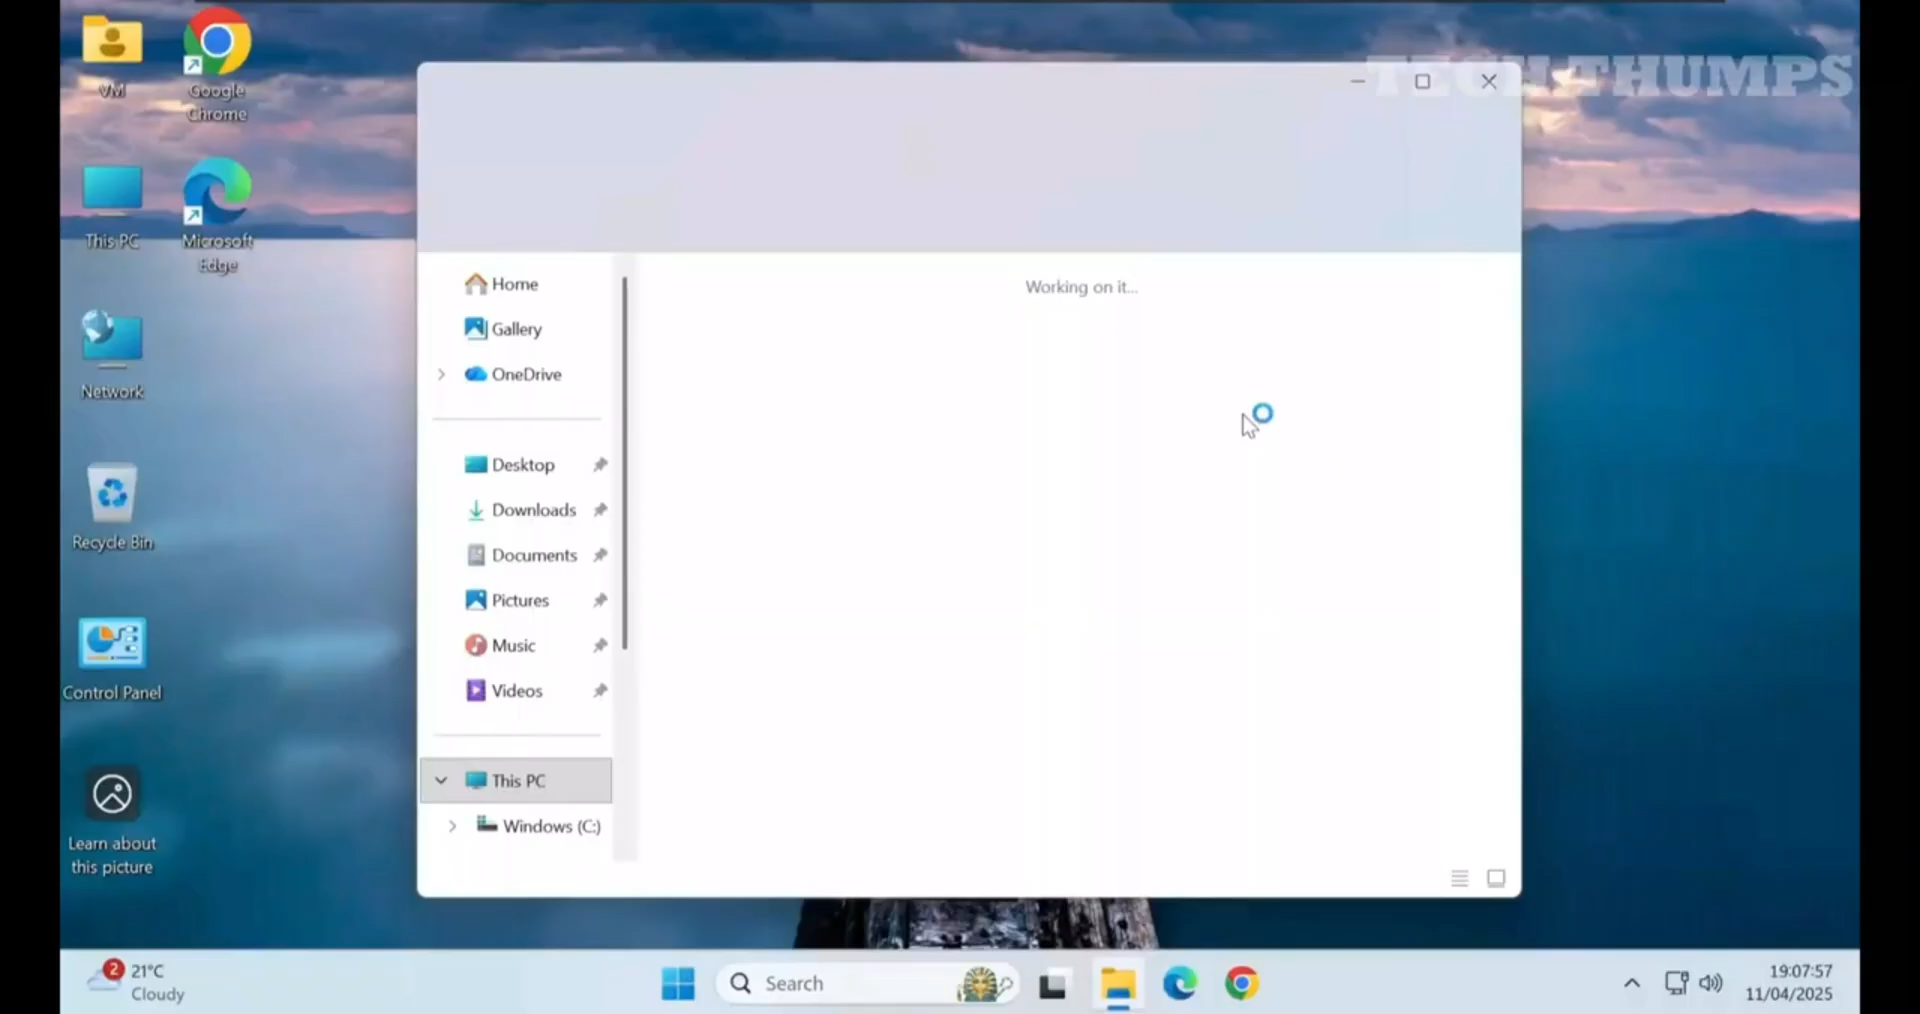 VM
Google
Chrome
TECH THUMPS
This PC
Microsoft
Edge
Network
Recycle Bin
Control Panel
Learn about
this picture
Home
Gallery
OneDrive
Desktop
Downloads
Documents
Pictures
Music
Videos
This PC
Windows (C:)
Working on it...
2
21°C
Cloudy
Search
19:07:57
11/04/2025